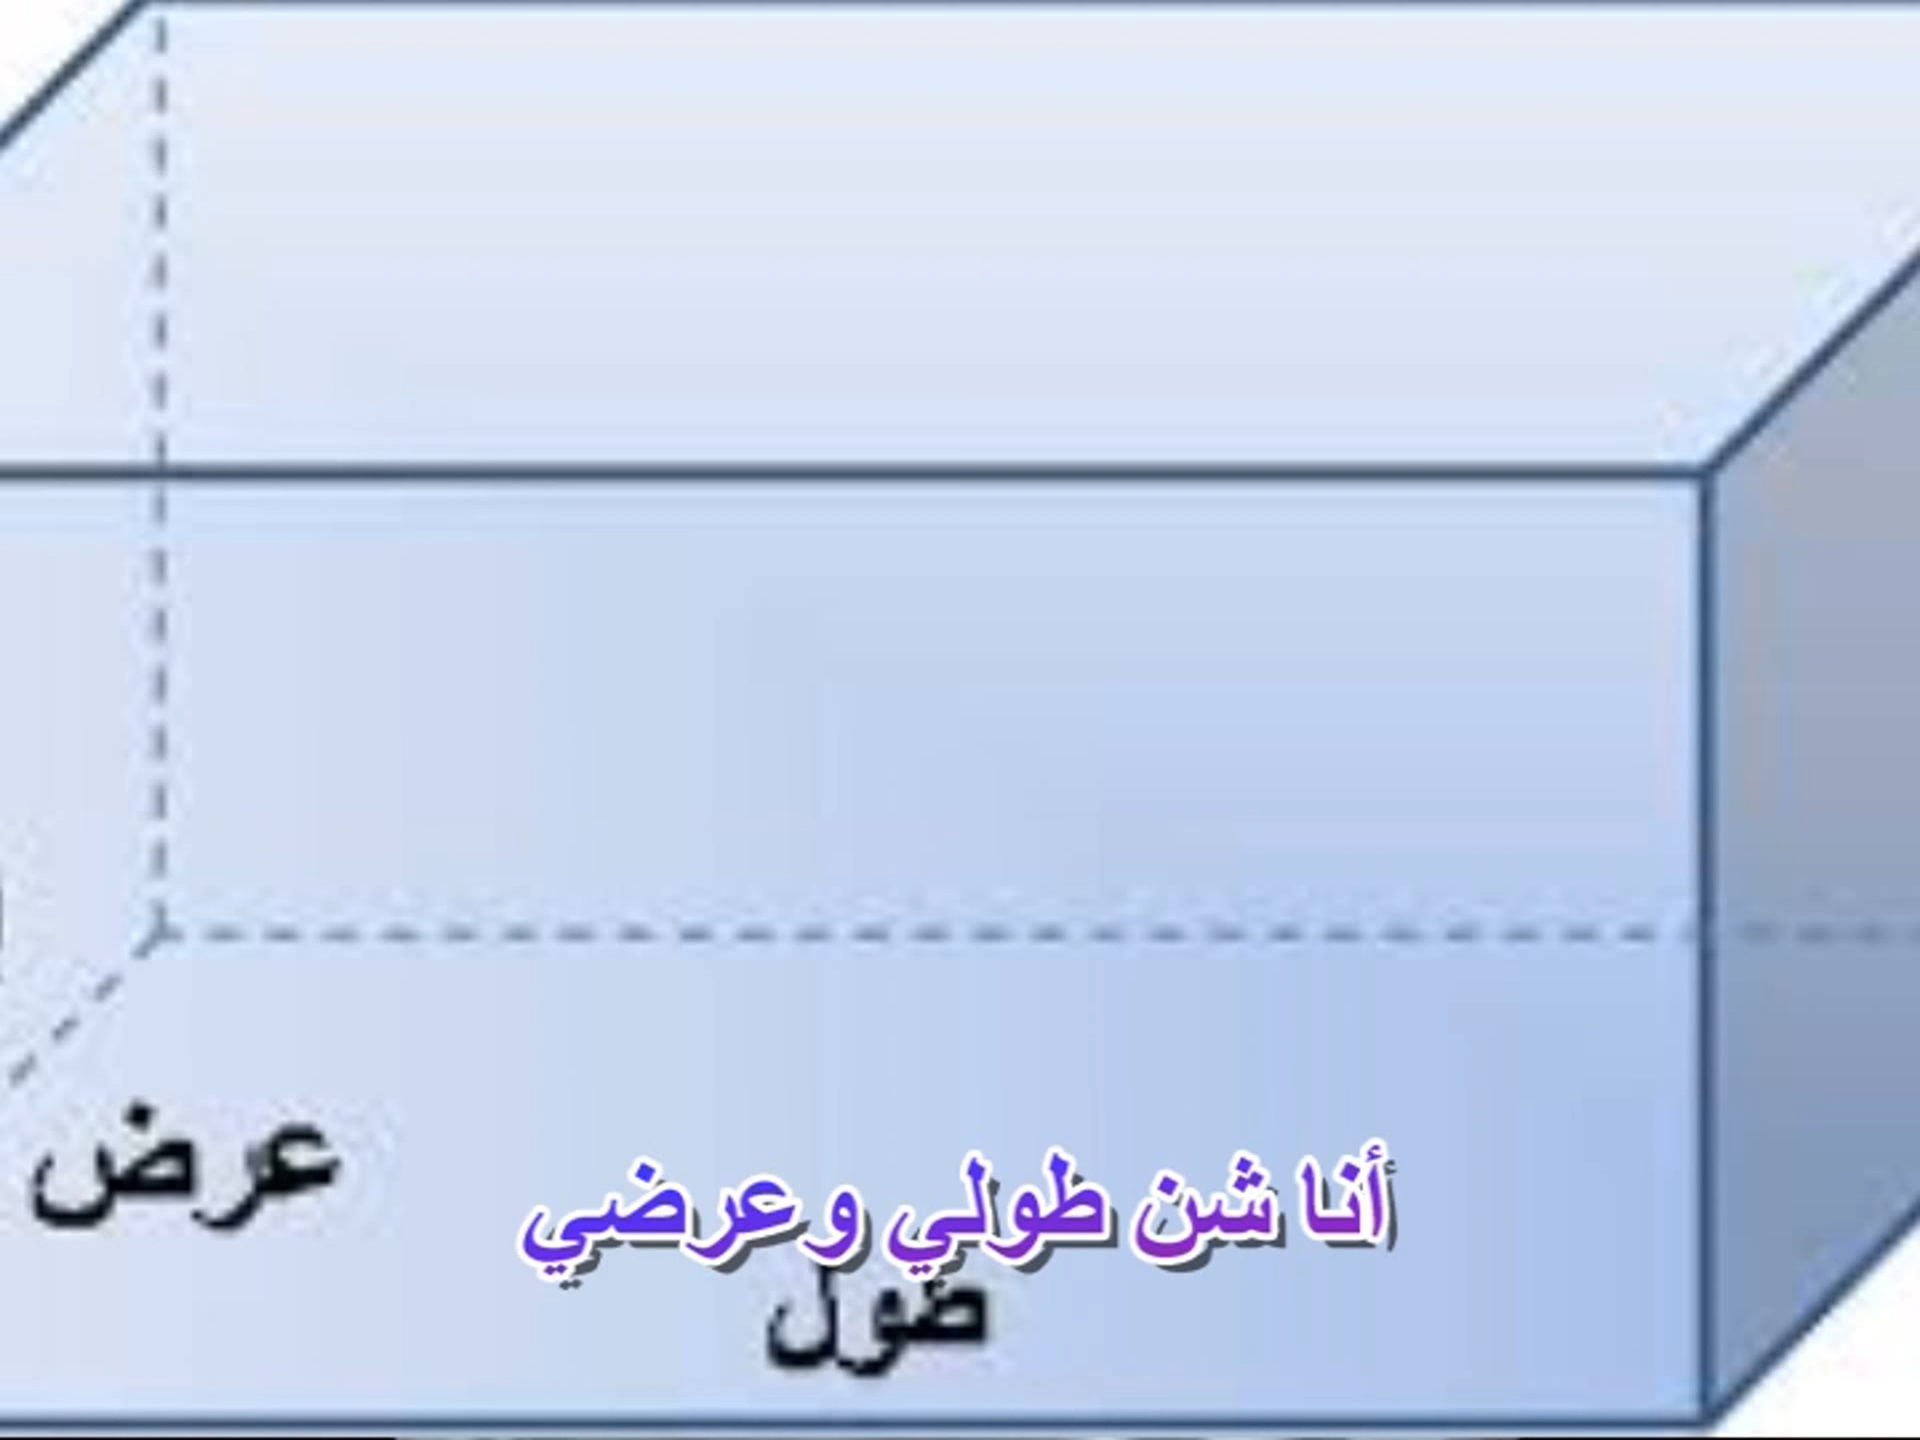 عرض
أنا شن طولي وعرضي
طول